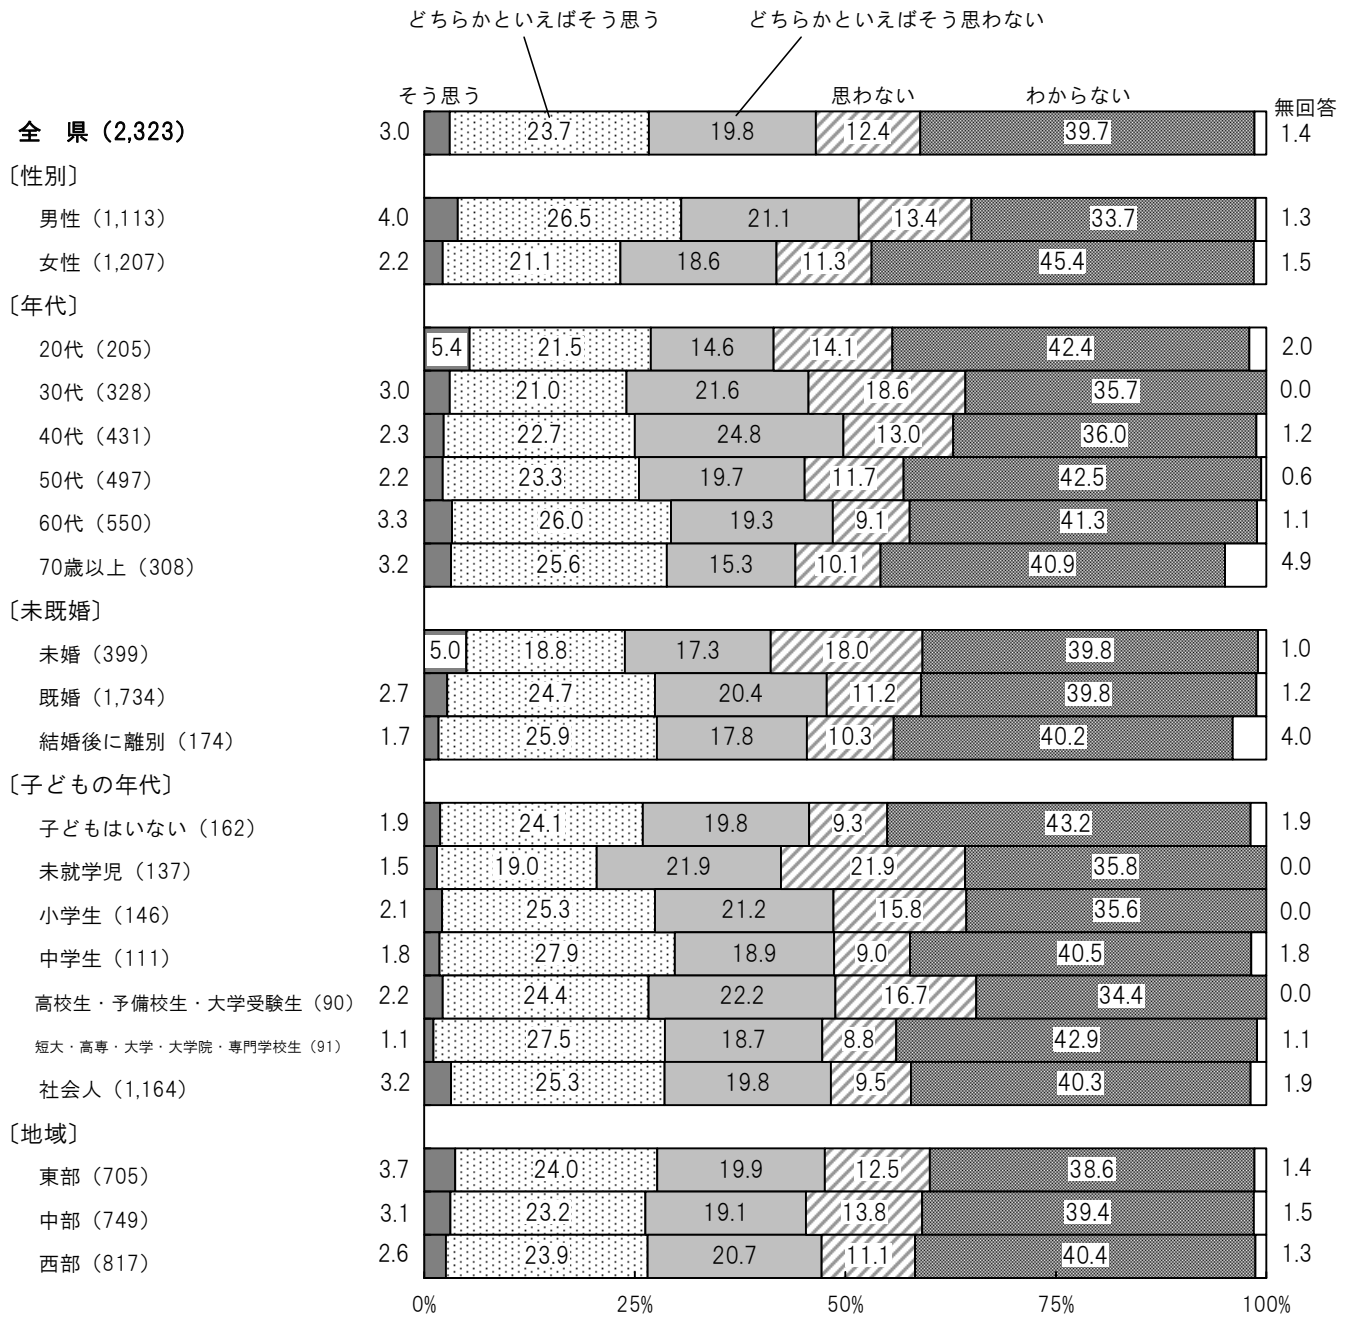 どちらかといえばそう思う どちらかといえばそう思わない
そう思う 思わない わからない 無回答
全　県（2,323） 3.0 23.7 19.8 12.4 39.7 1.4
〔性別〕
男性（1,113） 4.0 26.5 21.1 13.4 33.7 1.3
女性（1,207） 2.2 21.1 18.6 11.3 45.4 1.5
〔年代〕
20代（205） 5.4 21.5 14.6 14.1 42.4 2.0
30代（328） 3.0 21.0 21.6 18.6 35.7 0.0
40代（431） 2.3 22.7 24.8 13.0 36.0 1.2
50代（497） 2.2 23.3 19.7 11.7 42.5 0.6
60代（550） 3.3 26.0 19.3 9.1 41.3 1.1
70歳以上（308） 3.2 25.6 15.3 10.1 40.9 4.9
〔未既婚〕
未婚（399） 5.0 18.8 17.3 18.0 39.8 1.0
既婚（1,734） 2.7 24.7 20.4 11.2 39.8 1.2
結婚後に離別（174） 1.7 25.9 17.8 10.3 40.2 4.0
〔子どもの年代〕
子どもはいない（162） 1.9 24.1 19.8 9.3 43.2 1.9
未就学児（137） 1.5 19.0 21.9 21.9 35.8 0.0
小学生（146） 2.1 25.3 21.2 15.8 35.6 0.0
中学生（111） 1.8 27.9 18.9 9.0 40.5 1.8
高校生・予備校生・大学受験生（90） 2.2 24.4 22.2 16.7 34.4 0.0
短大・高専・大学・大学院・専門学校生（91） 1.1 27.5 18.7 8.8 42.9 1.1
社会人（1,164） 3.2 25.3 19.8 9.5 40.3 1.9
〔地域〕
東部（705） 3.7 24.0 19.9 12.5 38.6 1.4
中部（749） 3.1 23.2 19.1 13.8 39.4 1.5
西部（817） 2.6 23.9 20.7 11.1 40.4 1.3
0% 25% 50% 75% 100%